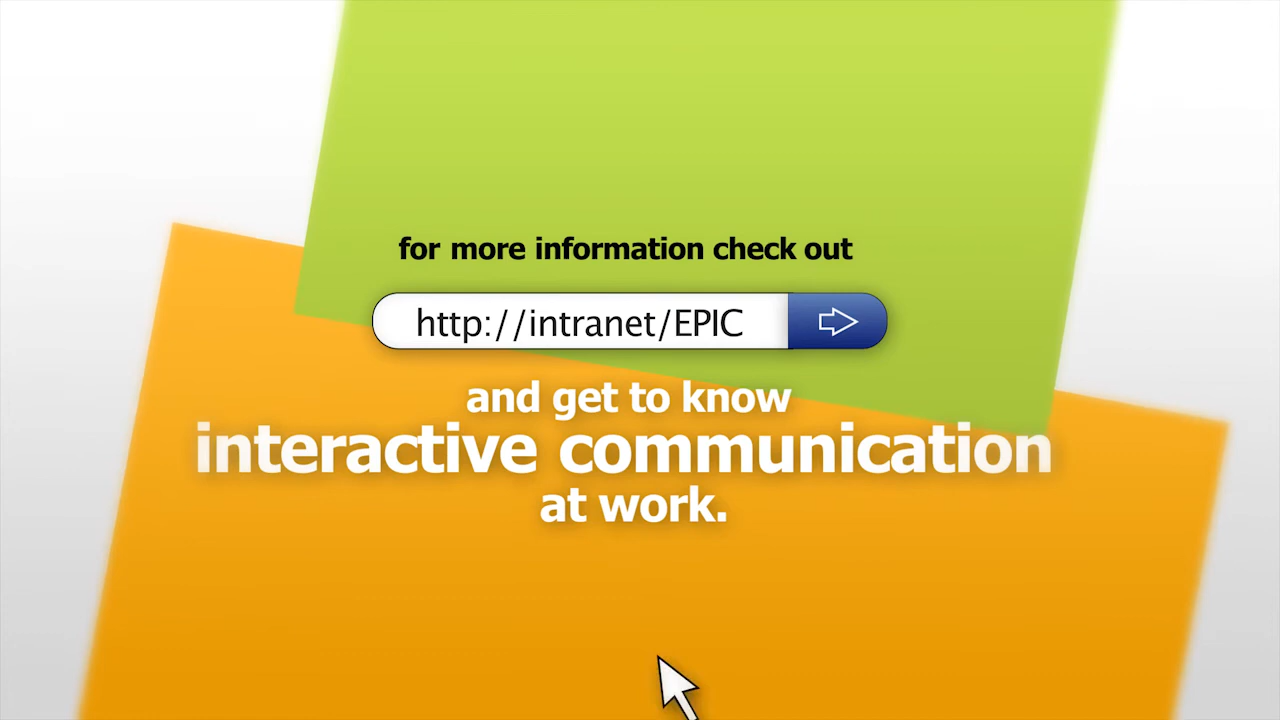 for more information check out
http://intranet/EPIC
and get to know
interactive communication
at work.